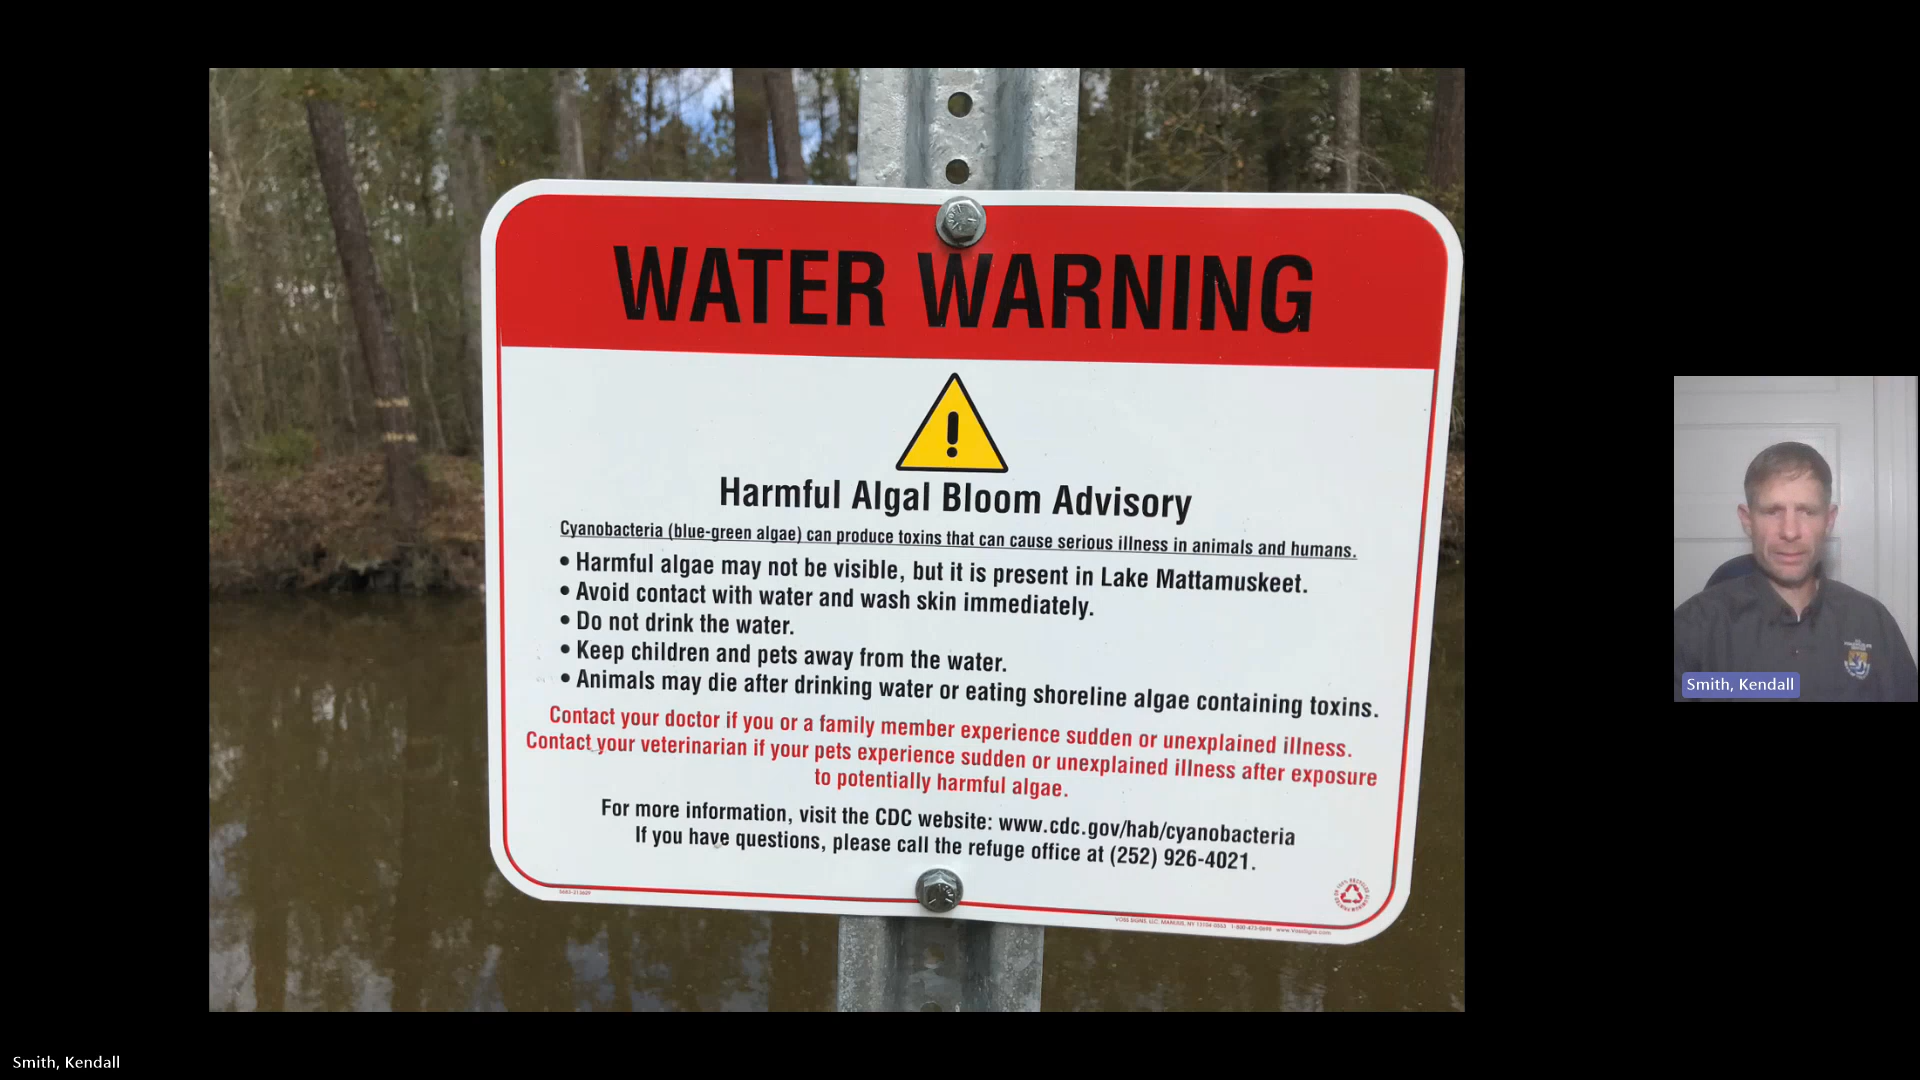 WATER WARNING
Harmful Algal Bloom Advisory
Cyanobacteria (blue-green algae) can produce toxins that can cause serious illness in animals and humans.
• Harmful algae may not be visible, but it is present in Lake Mattamuskeet.
• Avoid contact with water and wash skin immediately.
• Do not drink the water.
• Keep children and pets away from the water.
• Animals may die after drinking water or eating shoreline algae containing toxins.
Contact your doctor if you or a family member experience sudden or unexplained illness.
Contact your veterinarian if your pets experience sudden or unexplained illness after exposure
to potentially harmful algae.
For more information, visit the CDC website: www.cdc.gov/hab/cyanobacteria
If you have questions, please call the refuge office at (252) 926-4021.
Smith, Kendall
Smith, Kendall